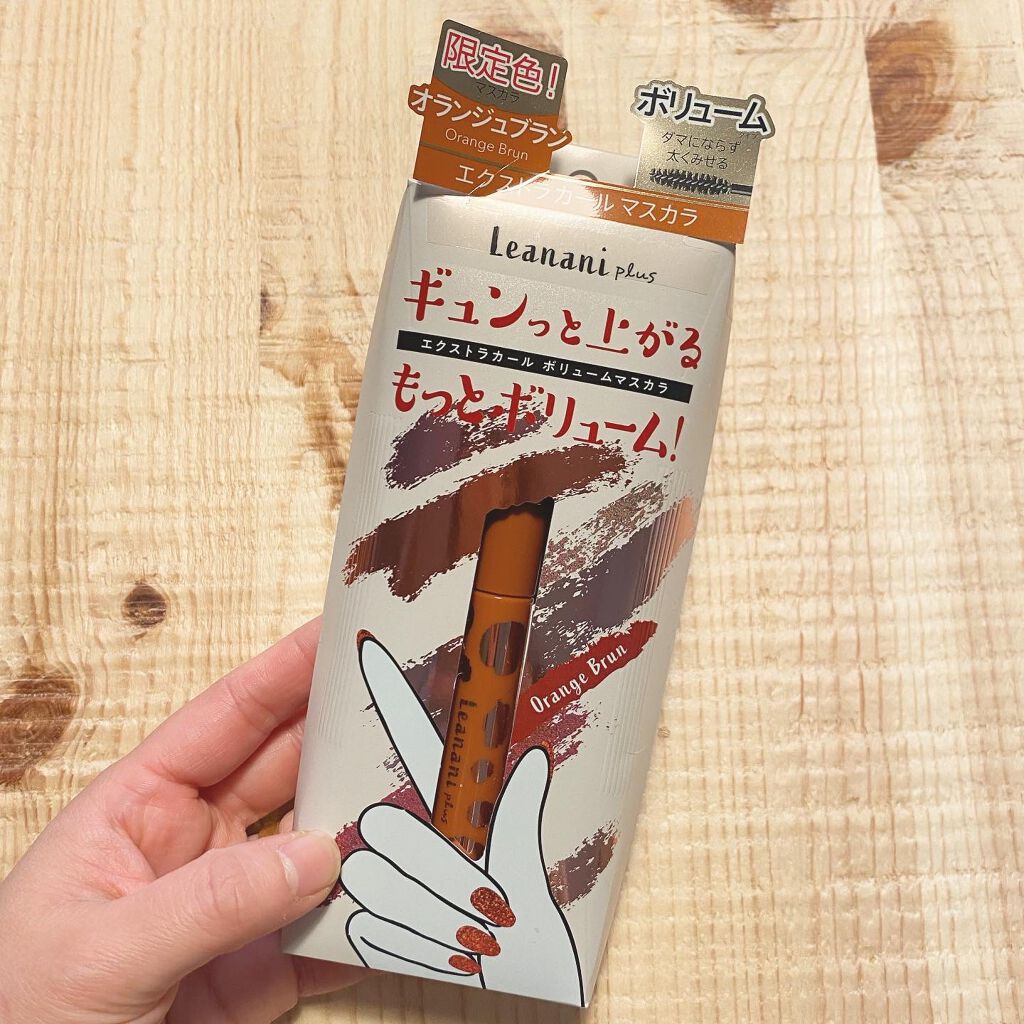 限定色!
マスカラ
オランジュブラン
Orange Brun
ボリューム
ダマにならず
太くみせる
エクストラカール マスカラ
Leanani plus
ギュンっと上がる
エクストラカール ボリュームマスカラ
もっとボリューム!
Orange Brun
Leanani plus